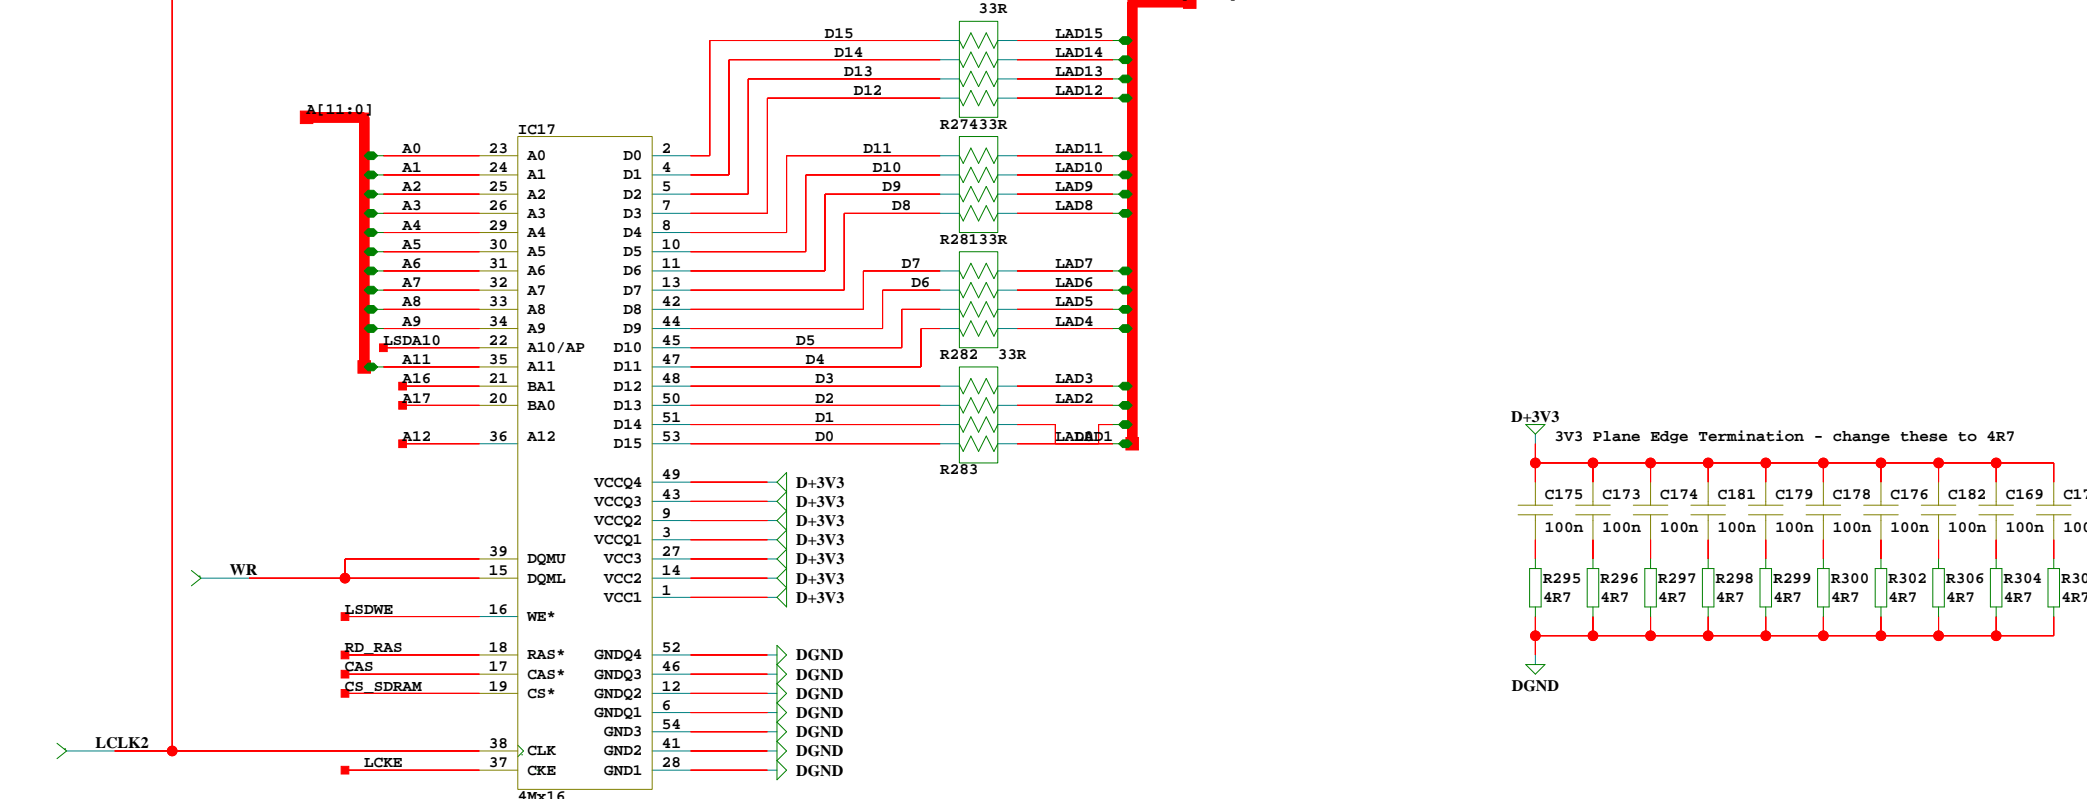 33R
D15 LAD15
D14 LAD14
D13 LAD13
D12 LAD12
A[11:0]
R274 33R
IC17
A0 23 A0 D0 2 D11 LAD11
A1 24 A1 D1 4 D10 LAD10
A2 25 A2 D2 5 D9 LAD9
A3 26 A3 D3 7 D8 LAD8
A4 29 A4 D4 8
R281 33R
A5 30 A5 D5 10
A6 31 A6 D6 11 D7 LAD7
A7 32 A7 D7 13 D6 LAD6
A8 33 A8 D8 42 LAD5
A9 34 A9 D9 44 LAD4
LSDA10 22 A10/AP D10 45 D5
R282 33R
A11 35 A11 D11 47 D4
A16 21 BA1 D12 48 D3 LAD3
A17 20 BA0 D13 50 D2 LAD2
D14 51 D1
A12 36 A12 D15 53 D0 LAD0 LAD1
R283
VCCQ4 49 D+3V3
VCCQ3 43 D+3V3
VCCQ2 9 D+3V3
VCCQ1 3 D+3V3
39 DQMU VCC3 27 D+3V3
WR 15 DQML VCC2 14 D+3V3
VCC1 1 D+3V3
LSDWE 16 WE*
RD_RAS 18 RAS* GNDQ4 52 DGND
CAS 17 CAS* GNDQ3 46 DGND
CS_SDRAM 19 CS* GNDQ2 12 DGND
GNDQ1 6 DGND
GND3 54 DGND
LCLK2 38 CLK GND2 41 DGND
LCKE 37 CKE GND1 28 DGND
4Mx16
D+3V3
3V3 Plane Edge Termination - change these to 4R7
C175 C173 C174 C181 C179 C178 C176 C182 C169
100n 100n 100n 100n 100n 100n 100n 100n 100n
R295 R296 R297 R298 R299 R300 R302 R306 R304
4R7 4R7 4R7 4R7 4R7 4R7 4R7 4R7 4R7
DGND